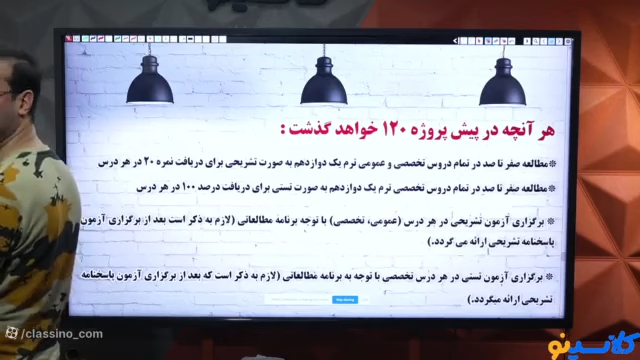 هر آنچه در پیش پروژه ۱۲۰ خواهد گذشت :
※مطالعه صفر تا صد در تمام دروس تخصصی و عمومی ترم یک دوازدهم به صورت تشریحی برای دریافت نمره ۲۰ در هر درس
※مطالعه صفر تا صد در تمام دروس تخصصی ترم یک دوازدهم به صورت تستی برای دریافت درصد ۱۰۰ در هر درس
※ برگزاری آزمون تشریحی در هر درس (عمومی، تخصصی) با توجه برنامه مطالعاتی (لازم به ذکر است بعد از برگزاری آزمون
پاسخنامه تشریحی ارائه می گردد.)
※ برگزاری آزمون تستی در هر درس تخصصی با توجه به برنامه مطالعاتی (لازم به ذکر است که بعد از برگزاری آزمون پاسخنامه
تشریحی ارائه میگردد.)
Stop sharing
/classino_com
کلاسینو